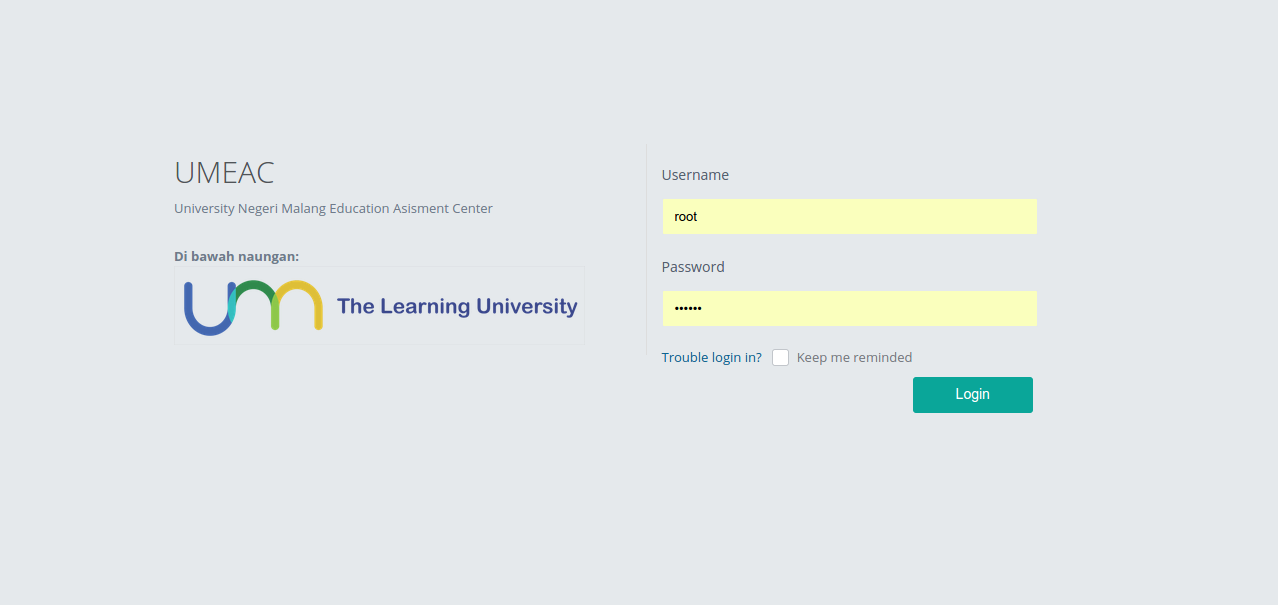 UMEAC
University Negeri Malang Education Asisment Center
Di bawah naungan:
um The Learning University
Username
root
Password
••••••
Trouble login in? Keep me reminded
Login